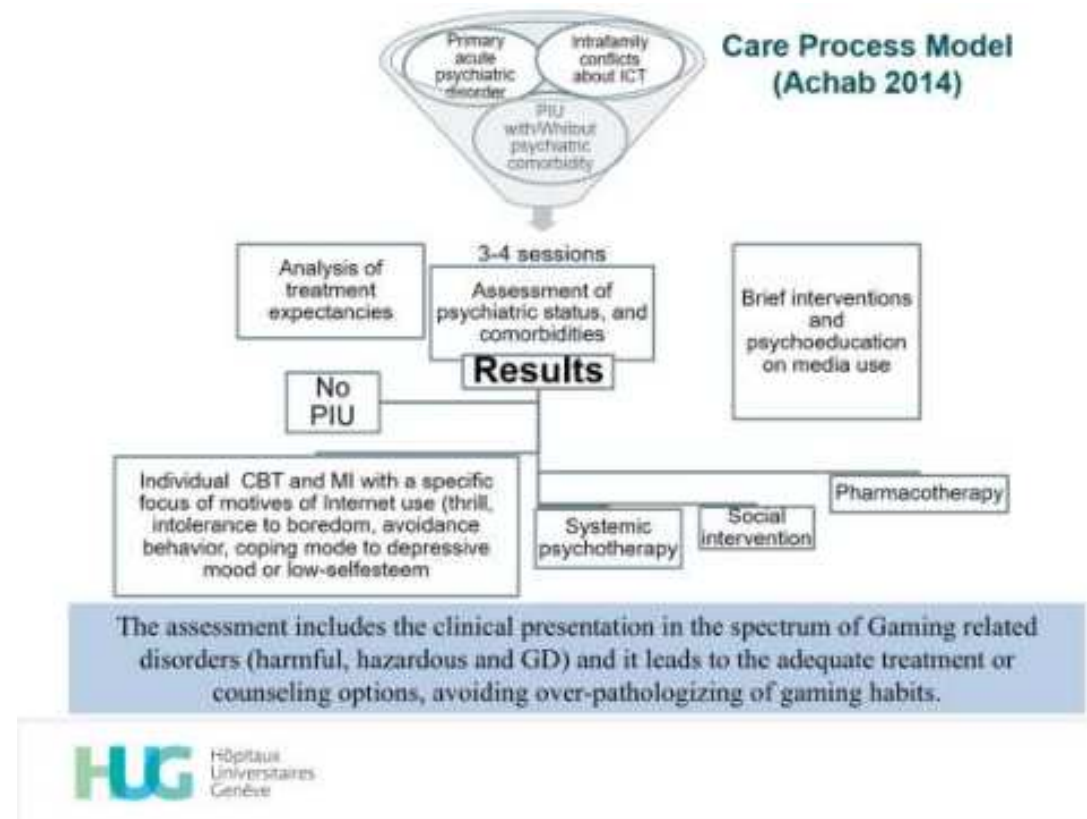 Primary
acute
psychiatric
disorder
Intrafamily
conflicts
about ICT
PIU
with/Whitout
psychiatric
comorbidity
Care Process Model
(Achab 2014)
3-4 sessions
Analysis of
treatment
expectancies
Assessment of
psychiatric status, and
comorbidities
Brief interventions
and
psychoeducation
on media use
Results
No
PIU
Individual CBT and MI with a specific
focus of motives of Internet use (thrill,
intolerance to boredom, avoidance
behavior, coping mode to depressive
mood or low-selfesteem
Systemic
psychotherapy
Social
intervention
Pharmacotherapy
The assessment includes the clinical presentation in the spectrum of Gaming related
disorders (harmful, hazardous and GD) and it leads to the adequate treatment or
counseling options, avoiding over-pathologizing of gaming habits.
HUG
Hôpitaux
Universitaires
Genève